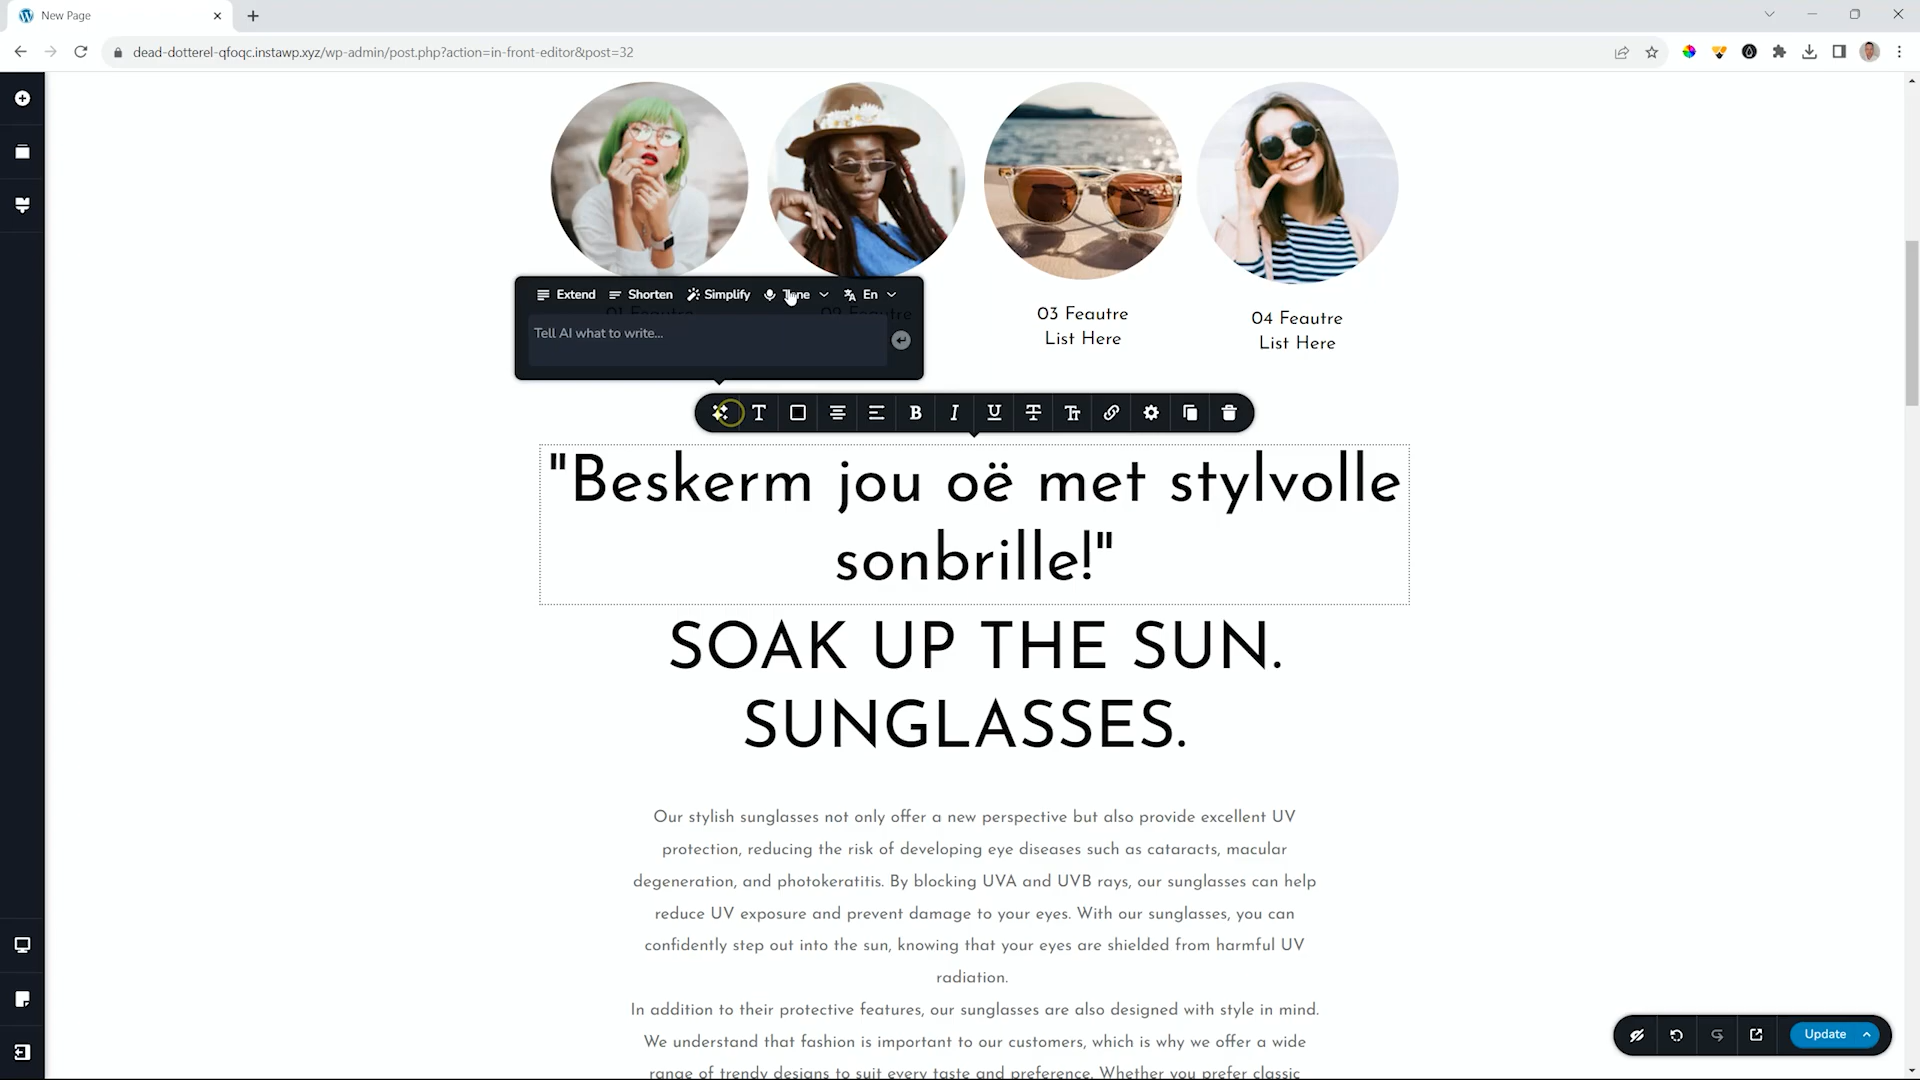 New Page
dead-dotterel-qfoqc.instawp.xyz/wp-admin/post.php?action=in-front-editor&post=32
Extend Shorten Simplify Tone En
Tell AI what to write...
03 Feautre
List Here
04 Feautre
List Here
"Beskerm jou oë met stylvolle
sonbrille!"
SOAK UP THE SUN.
SUNGLASSES.
Our stylish sunglasses not only offer a new perspective but also provide excellent UV
protection, reducing the risk of developing eye diseases such as cataracts, macular
degeneration, and photokeratitis. By blocking UVA and UVB rays, our sunglasses can help
reduce UV exposure and prevent damage to your eyes. With our sunglasses, you can
confidently step out into the sun, knowing that your eyes are shielded from harmful UV
radiation.
In addition to their protective features, our sunglasses are also designed with style in mind.
We understand that fashion is important to our customers, which is why we offer a wide
range of trendy designs to suit every taste and preference. Whether you prefer classic
Update